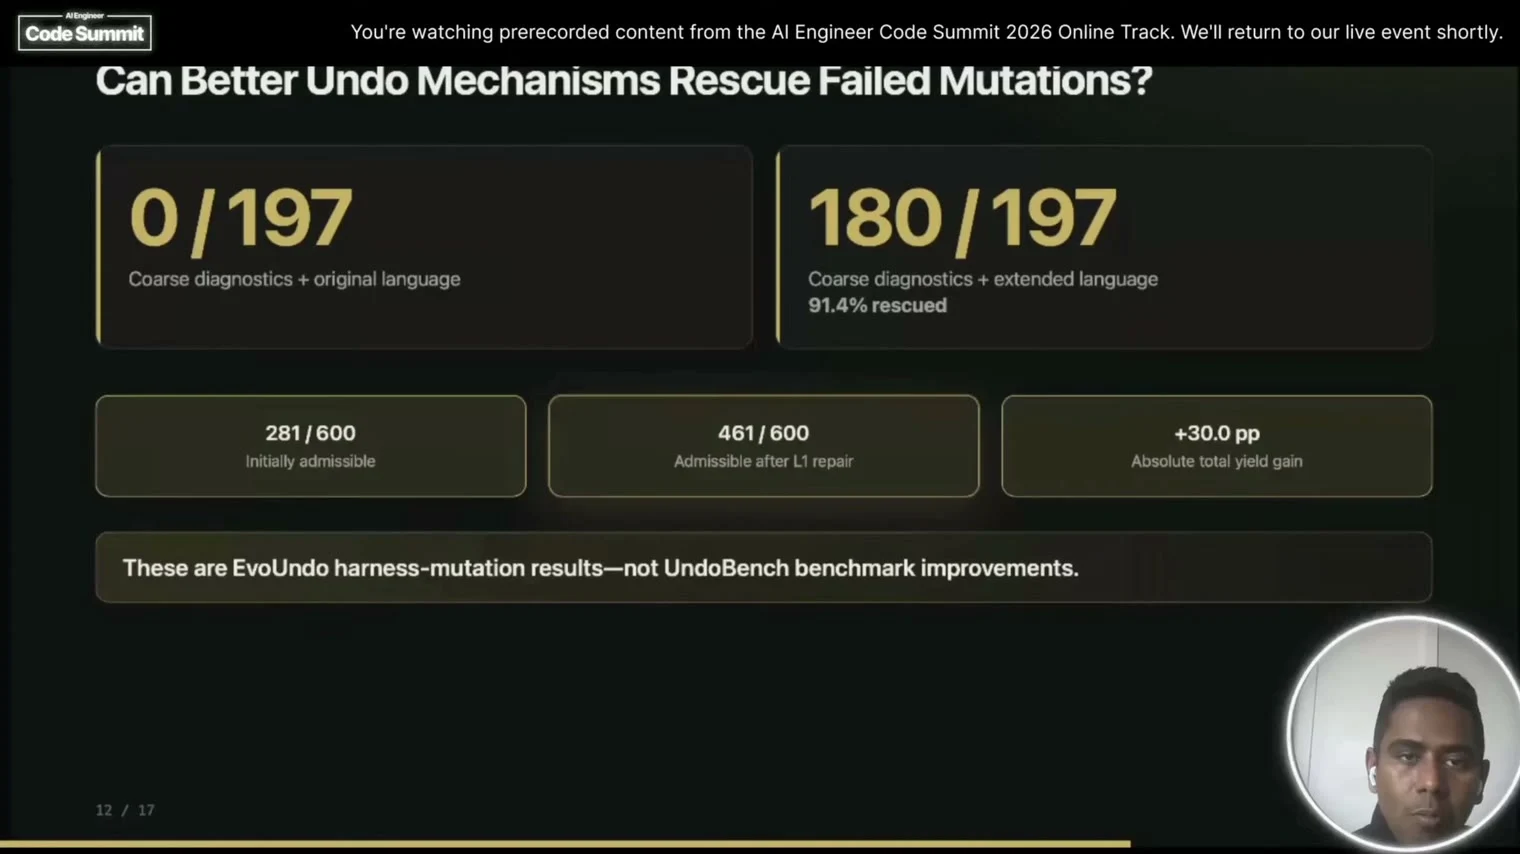 AI Engineer
Code Summit
You're watching prerecorded content from the AI Engineer Code Summit 2026 Online Track. We'll return to our live event shortly.
Can Better Undo Mechanisms Rescue Failed Mutations?
0 / 197
Coarse diagnostics + original language
180 / 197
Coarse diagnostics + extended language
91.4% rescued
281 / 600
Initially admissible
461 / 600
Admissible after L1 repair
+30.0 pp
Absolute total yield gain
These are EvoUndo harness-mutation results—not UndoBench benchmark improvements.
12 / 17